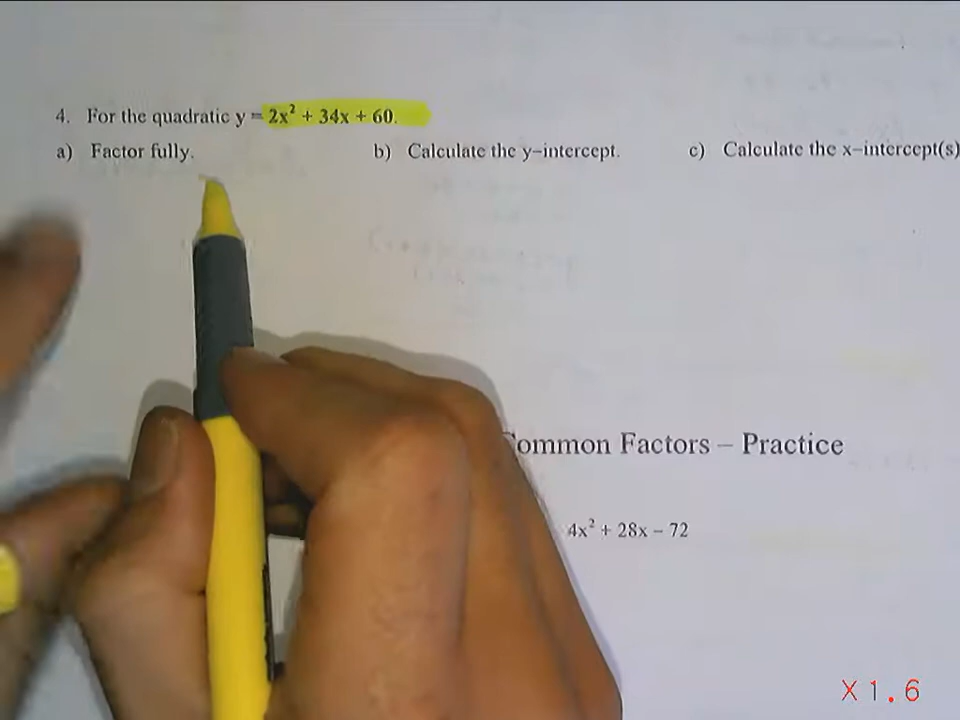 4. For the quadratic y = 2x² + 34x + 60.
a) Factor fully. b) Calculate the y-intercept. c) Calculate the x-intercept(s)
Common Factors – Practice
4x² + 28x – 72
X1.6